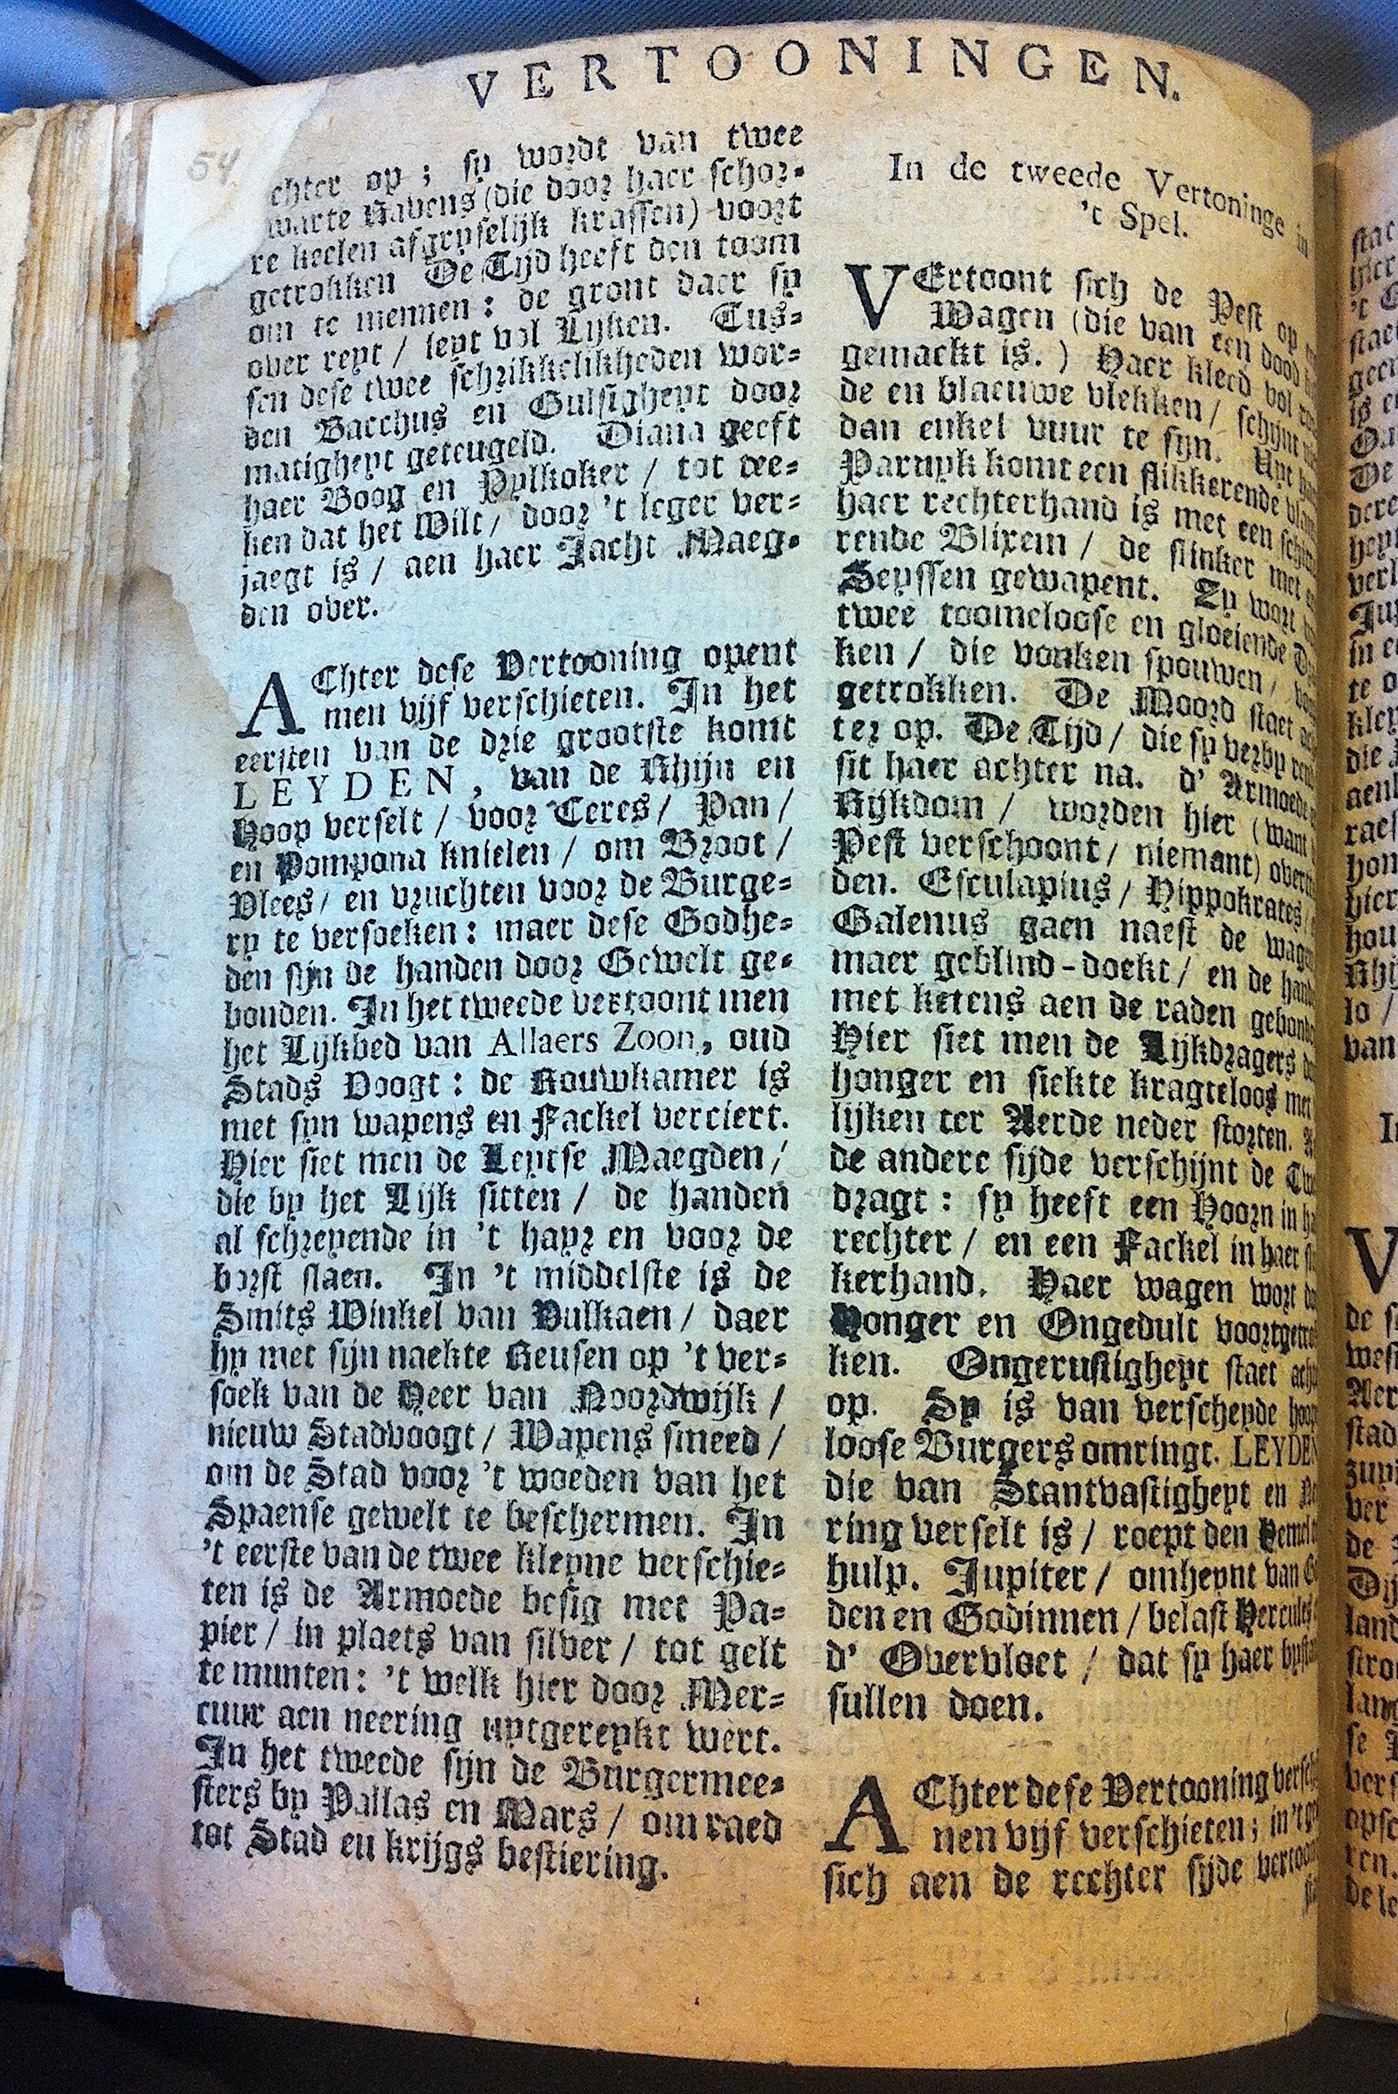 VERTOONINGEN.
54
chter op ; sy wordt van twee
warte Ravens (die door haer schor-
re keelen afgryselijk krassen) voort
getrokken De Tijd heeft den toom
om te mennen : de gront daer sy
over reyt / leyt vol Lijken. Tus-
sen dese twee schrikkelikheden wor-
den Bacchus en Gulsigheyt door
matigheyt geteugeld. Diana geeft
haer Boog en Pylkoker / tot tee-
ken dat het Wilt / door 't leger ver-
jaegt is / aen haer Jacht Maeg-
den over.
AChter dese Vertooning opent
men vijf verschieten. In het
eersten van de drie grootste komt
LEYDEN, van de Rhijn en
Hoop verselt / voor Ceres / Pan /
en Pompona knielen / om Broot /
Vlees / en vruchten voor de Burge-
ry te versoeken : maer dese Godhe-
den sijn de handen door Gewelt ge-
bonden. In het tweede vertoont men
het Lijkbed van Allaers Zoon, oud
Stads Voogt : de Rouwkamer is
met syn wapens en Fackel verciert.
Hier siet men de Leytse Maegden /
die by het Lijk sitten / de handen
al schreyende in 't hayr en voor de
borst slaen. In 't middelste is de
Smits Winkel van Vulkaen / daer
hy met sijn naekte Reusen op 't ver-
soek van de Heer van Noordwijk /
nieuw Stadvoogt / Wapens smeed /
om de Stad voor 't woeden van het
Spaense gewelt te beschermen. In
't eerste van de twee kleyne verschie-
ten is de Armoede besig met Pa-
pier / in plaets van silver / tot gelt
te munten : 't welk hier door Mer-
cuur aen neering uytgereykt wert.
In het tweede sijn de Burgermee-
sters by Pallas en Mars / om raed
tot Stad en krijgs bestiering.
In de tweede Vertoninge in
't Spel.
VErtoont sich de Pest op
Wagen (die van een dood
gemackt is.) Haer kleed vol
de en blaeuwe vlekken / schijnt
dan enkel vuur te syn. Uyt
Paruyk komt een flikkerende
haer rechterhand is met een
rende Blixem / de slinker met
Seyssen gewapent. Zy wort
twee toomeloose en gloeiende
ken / die vonken spouwen /
getrokken. De Moord staet
ter op. De Tijd / die sy verby
sit haer achter na. d' Armoede
Rijkdom / worden hier (want
Pest verschoont / niemant)
den. Esculapius / Hippokrates
Galenus gaen naest de wagen
maer geblind-doekt / en de
met ketens aen de raden
Hier siet men de Lijkdragers
honger en siekte kragteloos met
lijken ter Aerde neder storten.
de andere sijde verschijnt de
dragt : sy heeft een Hoorn in
rechter / en een Fackel in haer
kerhand. Haer wagen wort
Honger en Ongedult
ken. Ongerustigheyt staet
op. Sy is van verscheyde
loose Burgers omringt. LEYDEN
die van Stantvastigheyt en
ring verselt is / roept den Hemel
hulp. Jupiter / omheynt van
den en Godinnen / belast Hercules
d' Overvloet / dat sy haer
sullen doen.
AChter dese Vertooning
nen vijf verschieten ; in 't
sich aen de rechter sijde